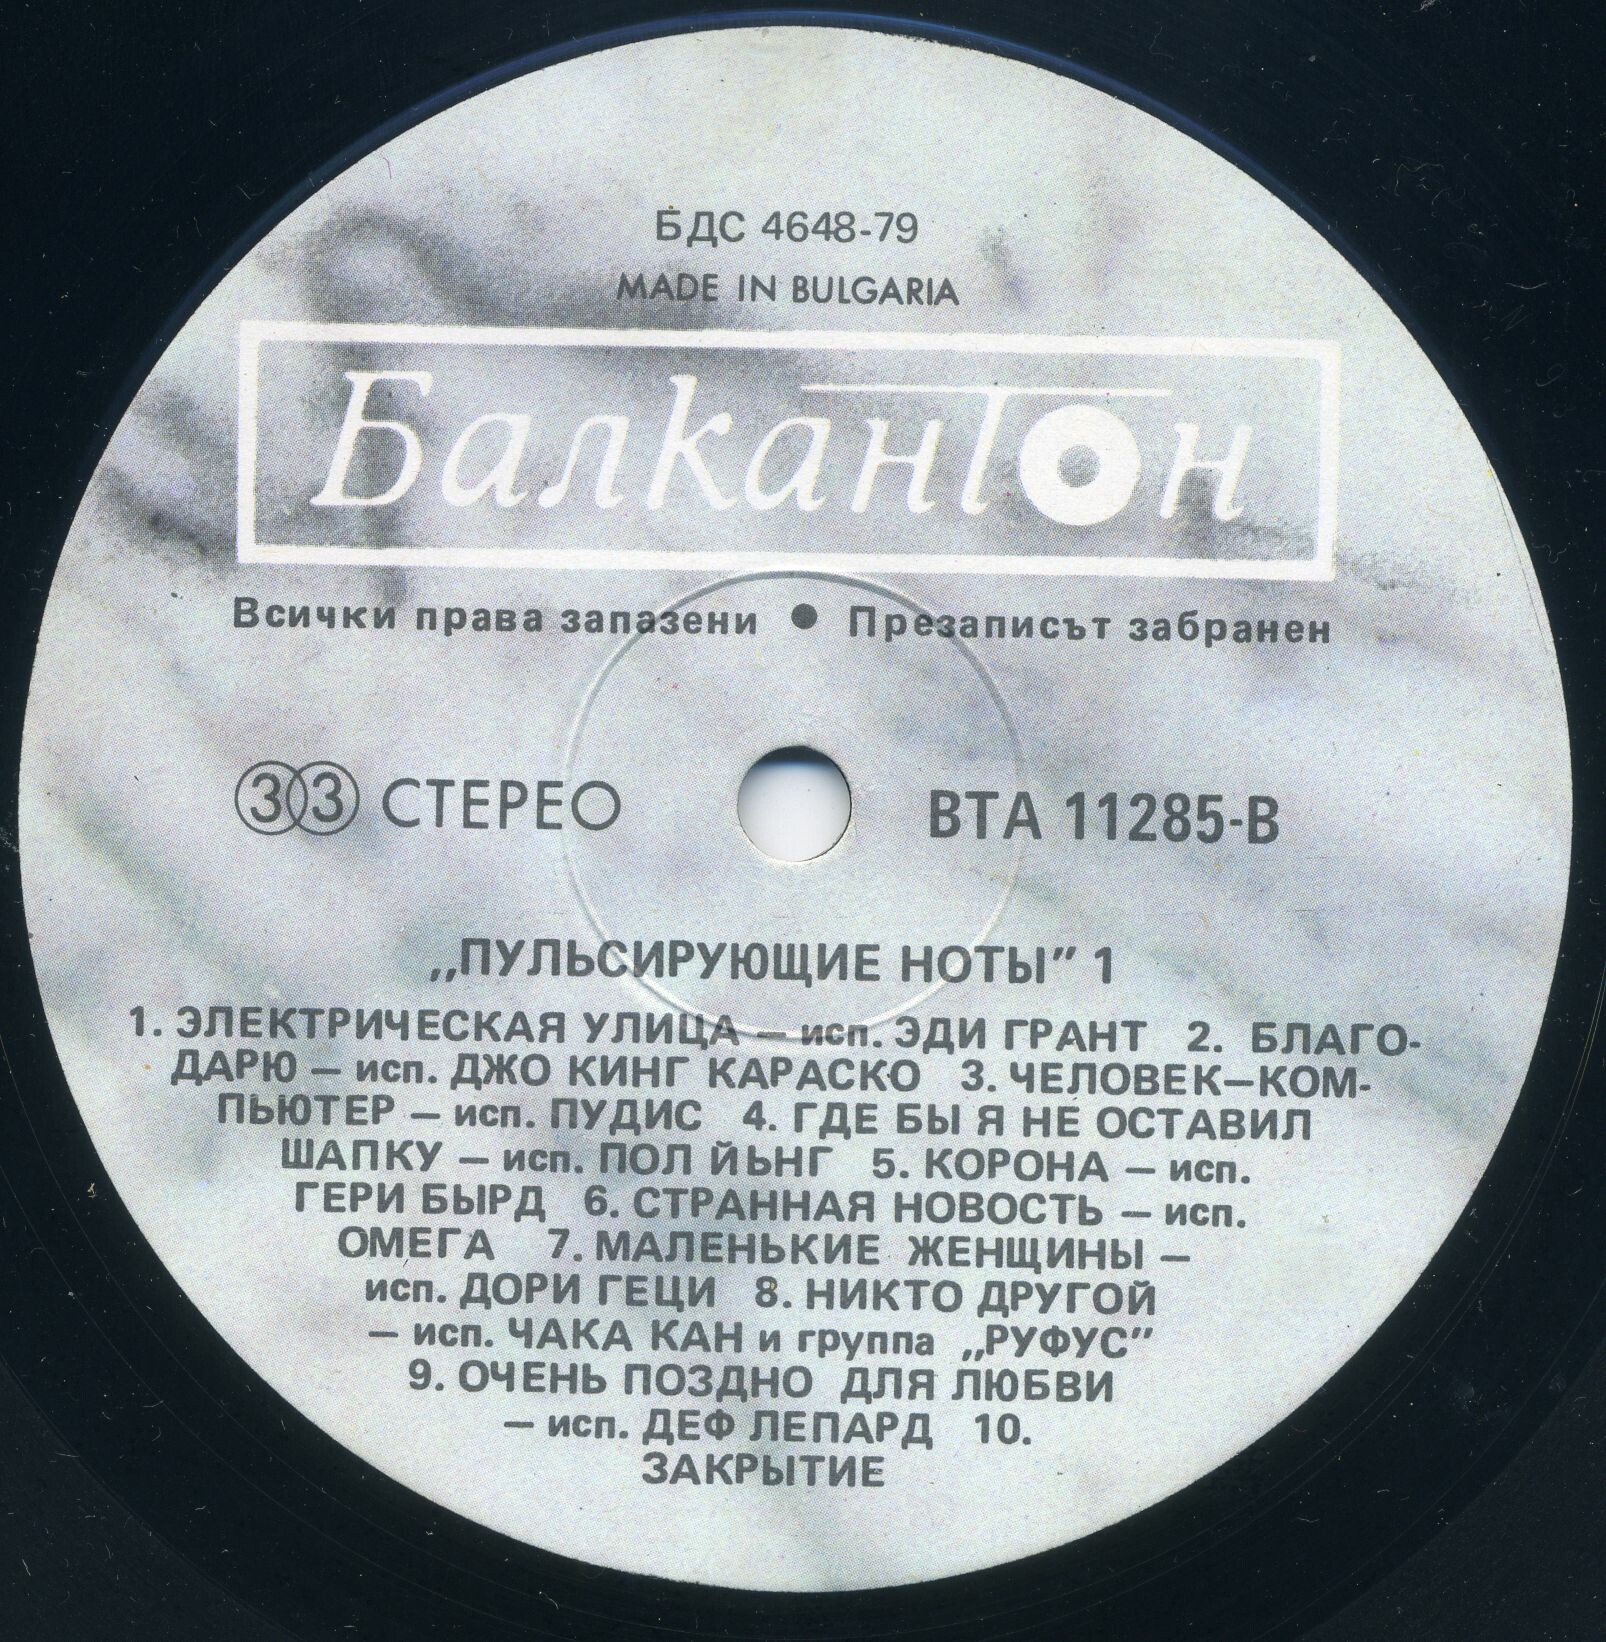 БДС 4648-79
MADE IN BULGARIA
Балкантон
Всички права запазени ● Презаписът забранен
33 СТЕРЕО ВТА 11285-В
„ПУЛЬСИРУЮЩИЕ НОТЫ” 1
1. ЭЛЕКТРИЧЕСКАЯ УЛИЦА — исп. ЭДИ ГРАНТ 2. БЛАГО-
ДАРЮ — исп. ДЖО КИНГ КАРАСКО 3. ЧЕЛОВЕК—КОМ-
ПЬЮТЕР — исп. ПУДИС 4. ГДЕ БЫ Я НЕ ОСТАВИЛ
ШАПКУ — исп. ПОЛ ЙЬНГ 5. КОРОНА — исп.
ГЕРИ БЫРД 6. СТРАННАЯ НОВОСТЬ — исп.
ОМЕГА 7. МАЛЕНЬКИЕ ЖЕНЩИНЫ —
исп. ДОРИ ГЕЦИ 8. НИКТО ДРУГОЙ
— исп. ЧАКА КАН и группа „РУФУС”
9. ОЧЕНЬ ПОЗДНО ДЛЯ ЛЮБВИ
— исп. ДЕФ ЛЕПАРД 10.
ЗАКРЫТИЕ